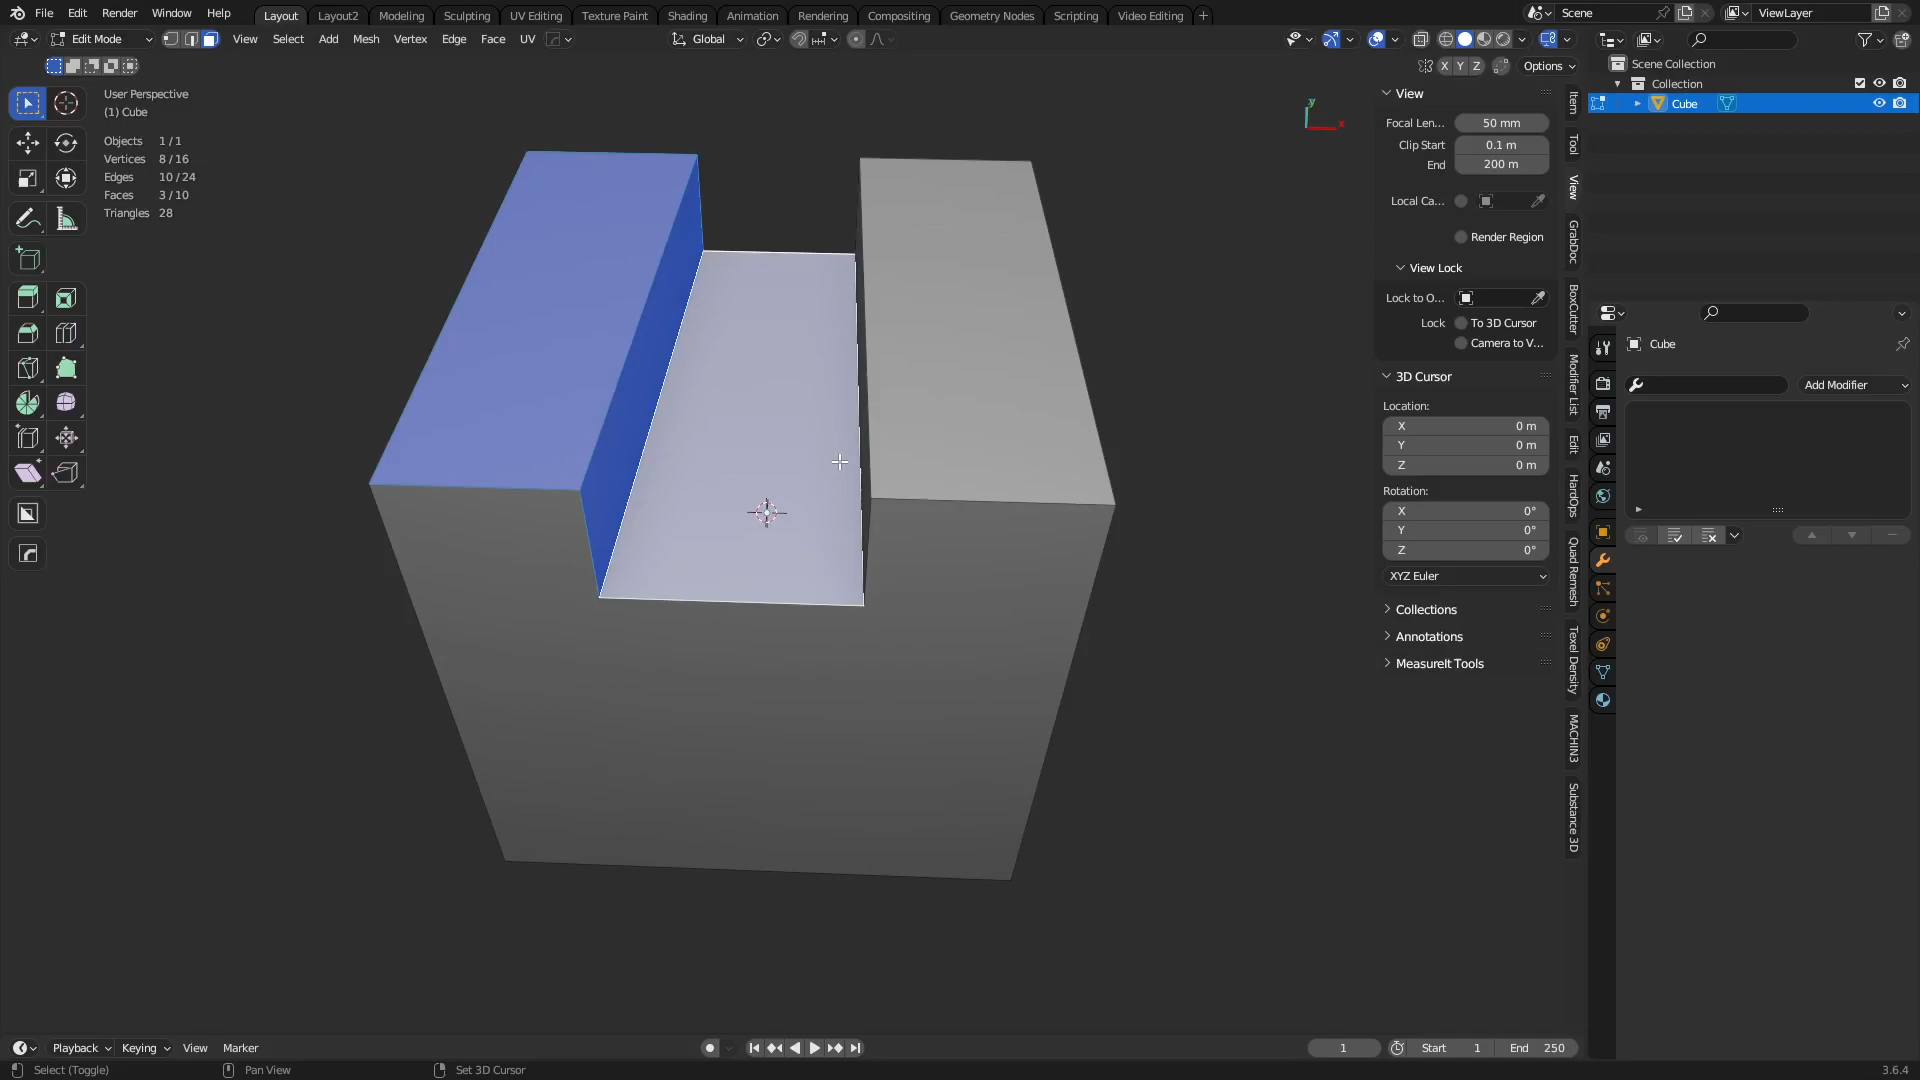 File Edit Render Window Help Layout Layout2 Modeling Sculpting UV Editing Texture Paint Shading Animation Rendering Compositing Geometry Nodes Scripting Video Editing +
Scene ViewLayer
Edit Mode View Select Add Mesh Vertex Edge Face UV Global
X Y Z Options
User Perspective
(1) Cube
Objects 1 / 1
Vertices 8 / 16
Edges 10 / 24
Faces 3 / 10
Triangles 28
y
x
View
Focal Len... 50 mm
Clip Start 0.1 m
End 200 m
Local Ca...
Render Region
View Lock
Lock to O...
Lock To 3D Cursor
Camera to V...
3D Cursor
Location:
X 0 m
Y 0 m
Z 0 m
Rotation:
X 0°
Y 0°
Z 0°
XYZ Euler
Collections
Annotations
MeasureIt Tools
Item
Tool
View
GrabDoc
BoxCutter
Modifier List
Edit
HardOps
Quad Remesh
Texel Density
MACHIN3
Substance 3D
Scene Collection
Collection
Cube
Cube
Add Modifier
Playback Keying View Marker
1 Start 1 End 250
Select (Toggle) Pan View Set 3D Cursor 3.6.4